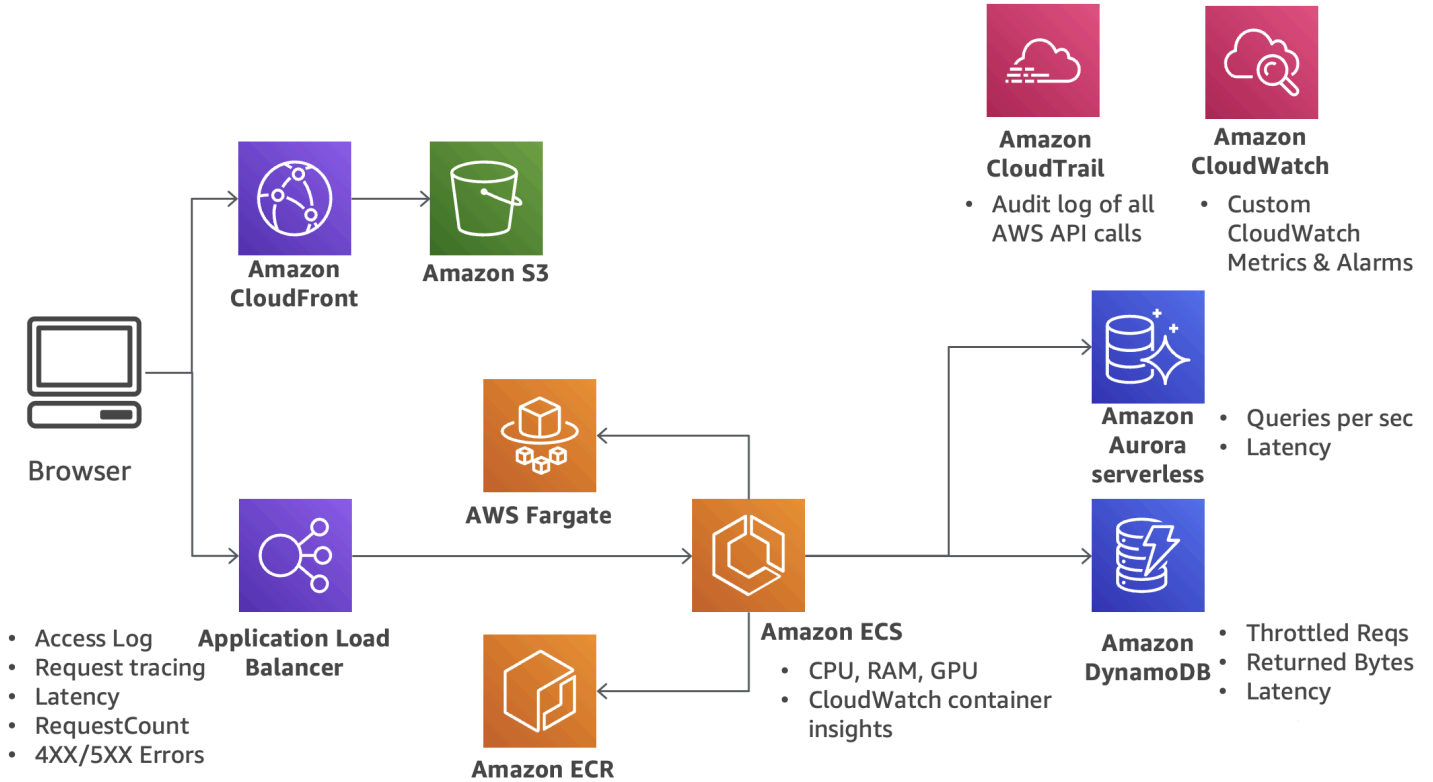 Amazon
CloudTrail
• Audit log of all
AWS API calls
Amazon
CloudWatch
• Custom
CloudWatch
Metrics & Alarms
Amazon
CloudFront
Amazon S3
Browser
AWS Fargate
Amazon
Aurora
serverless
• Queries per sec
• Latency
Application Load
Balancer
• Access Log
• Request tracing
• Latency
• RequestCount
• 4XX/5XX Errors
Amazon ECS
• CPU, RAM, GPU
• CloudWatch container
insights
Amazon
DynamoDB
• Throttled Reqs
• Returned Bytes
• Latency
Amazon ECR